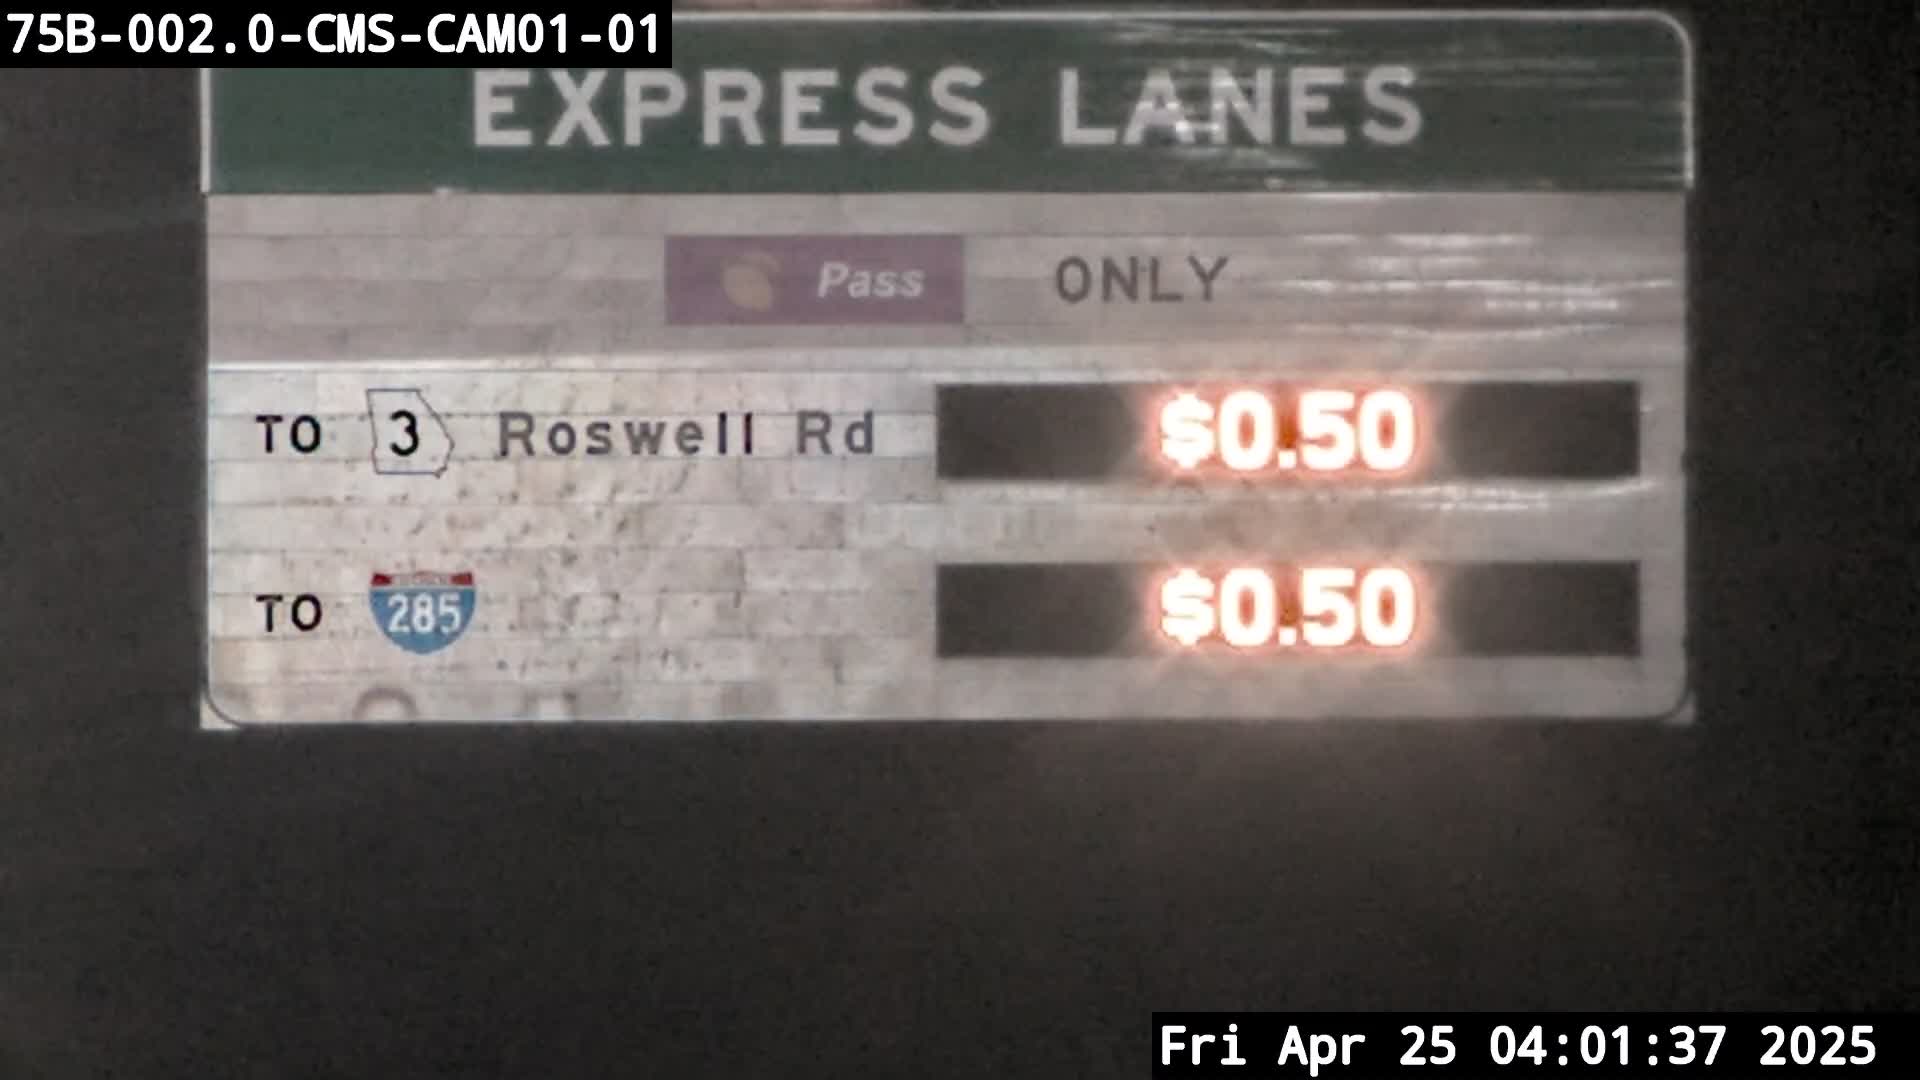 75B-002.0-CMS-CAM01-01
EXPRESS LANES
Pass ONLY
TO 3 Roswell Rd $0.50
TO 285 $0.50
Fri Apr 25 04:01:37 2025